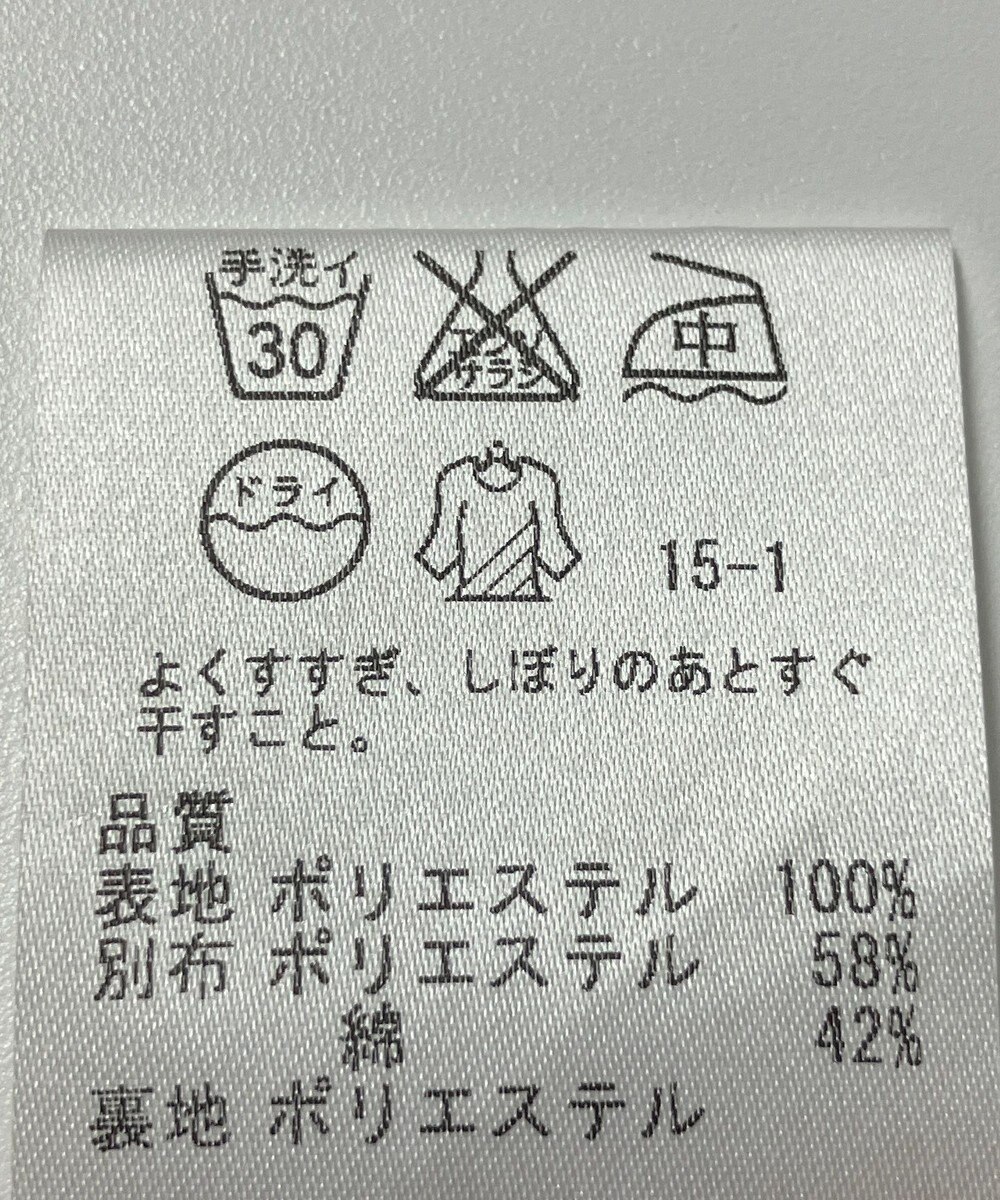 手洗イ
30
エンソ
サラシ
中
ドライ
15-1
よくすすぎ、しぼりのあとすぐ
干すこと。
品質
表地 ポリエステル 100%
別布 ポリエステル 58%
綿 42%
裏地 ポリエステル